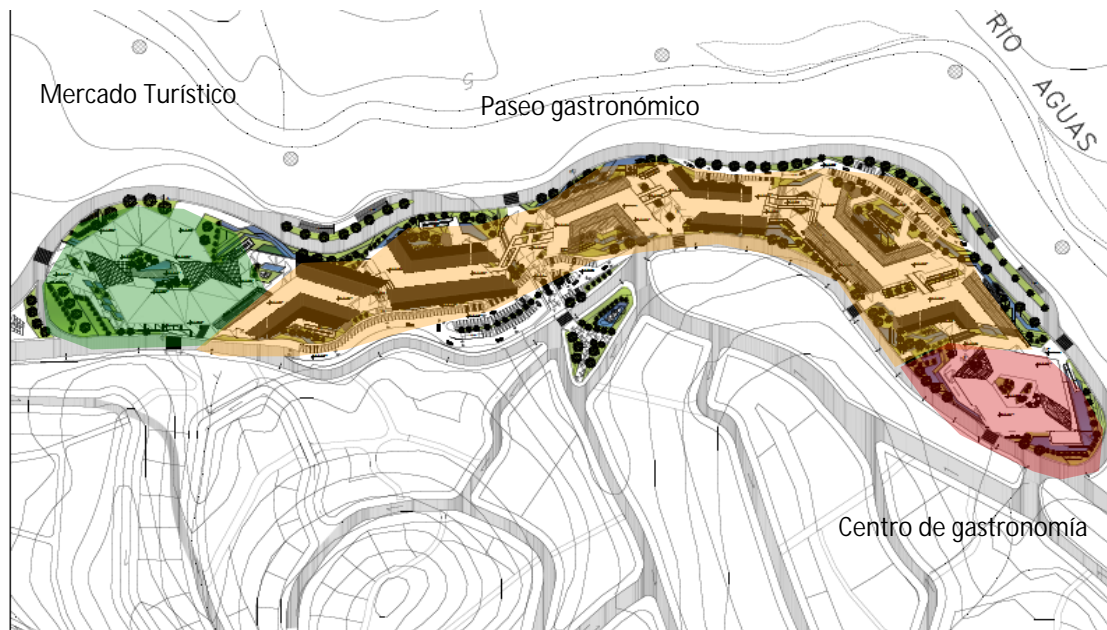 Mercado Turístico
Paseo gastronómico
RIO
AGUAS
Centro de gastronomía